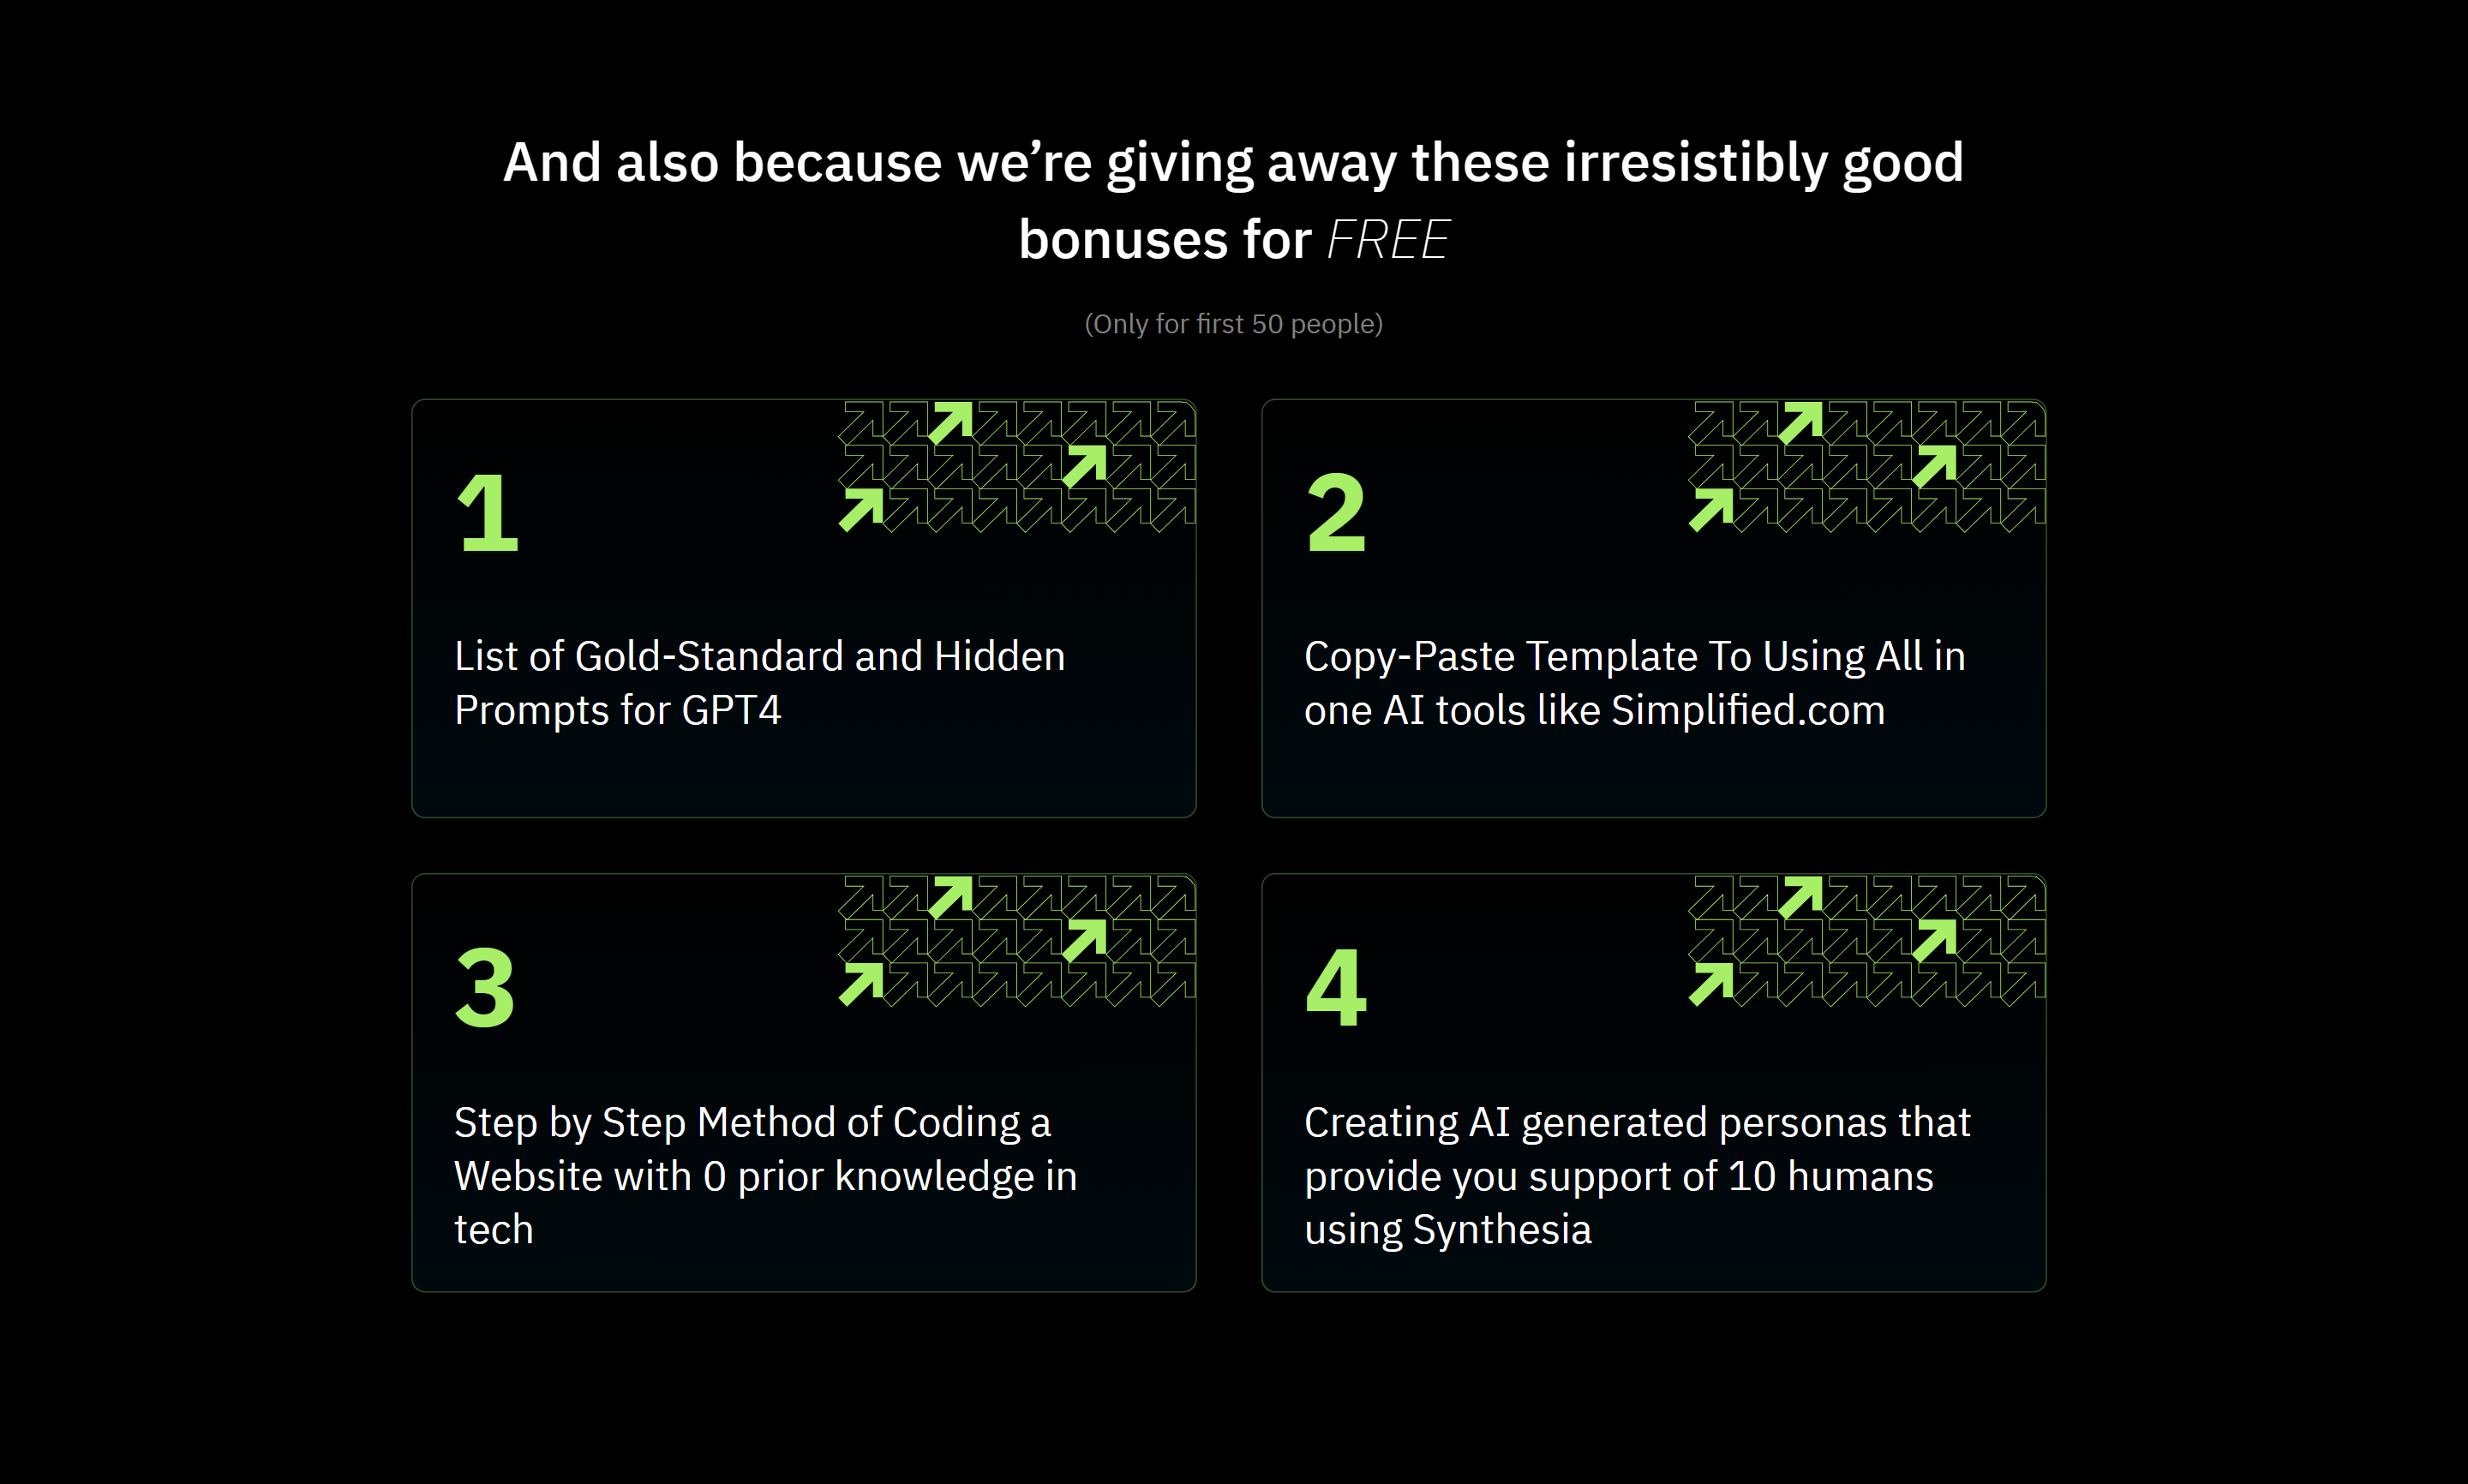 And also because we’re giving away these irresistibly good
bonuses for FREE
(Only for first 50 people)
1
List of Gold-Standard and Hidden
Prompts for GPT4
2
Copy-Paste Template To Using All in
one AI tools like Simplified.com
3
Step by Step Method of Coding a
Website with 0 prior knowledge in
tech
4
Creating AI generated personas that
provide you support of 10 humans
using Synthesia